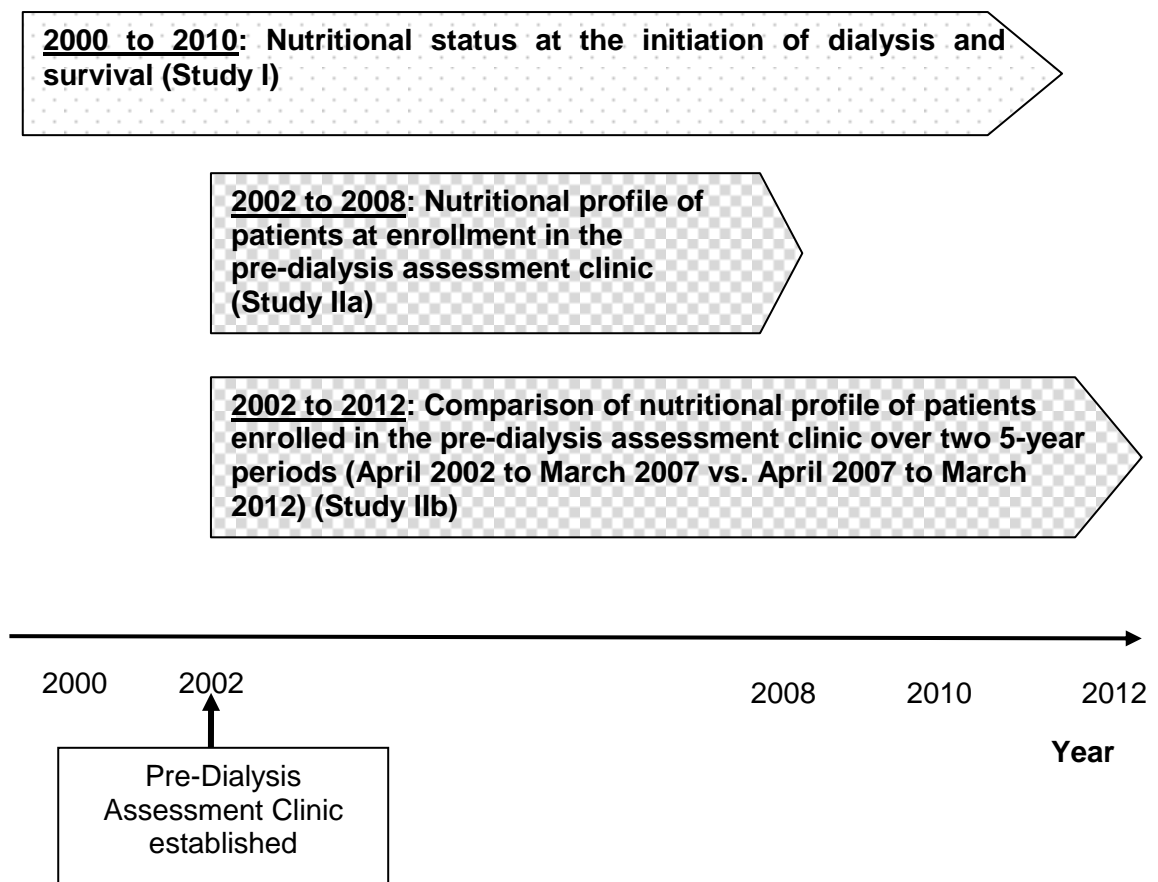 2000 to 2010: Nutritional status at the initiation of dialysis and
survival (Study I)
2002 to 2008: Nutritional profile of
patients at enrollment in the
pre-dialysis assessment clinic
(Study IIa)
2002 to 2012: Comparison of nutritional profile of patients
enrolled in the pre-dialysis assessment clinic over two 5-year
periods (April 2002 to March 2007 vs. April 2007 to March
2012) (Study IIb)
2000 2002 2008 2010 2012
Year
Pre-Dialysis
Assessment Clinic
established